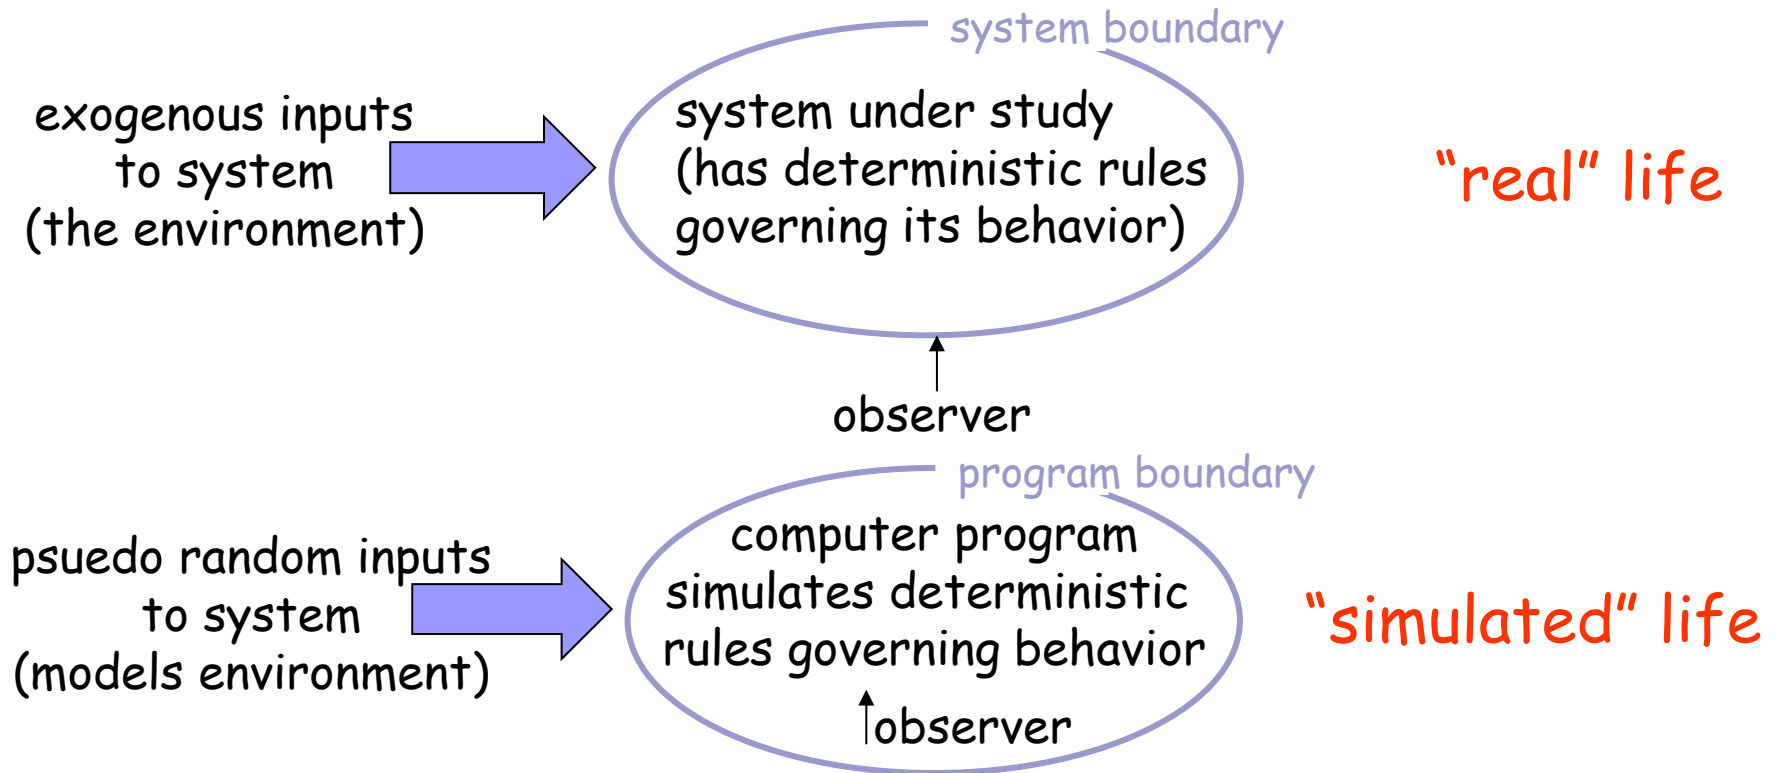 system boundary
exogenous inputs
to system
(the environment)
system under study
(has deterministic rules
governing its behavior)
“real” life
observer
program boundary
psuedo random inputs
to system
(models environment)
computer program
simulates deterministic
rules governing behavior
observer
“simulated” life